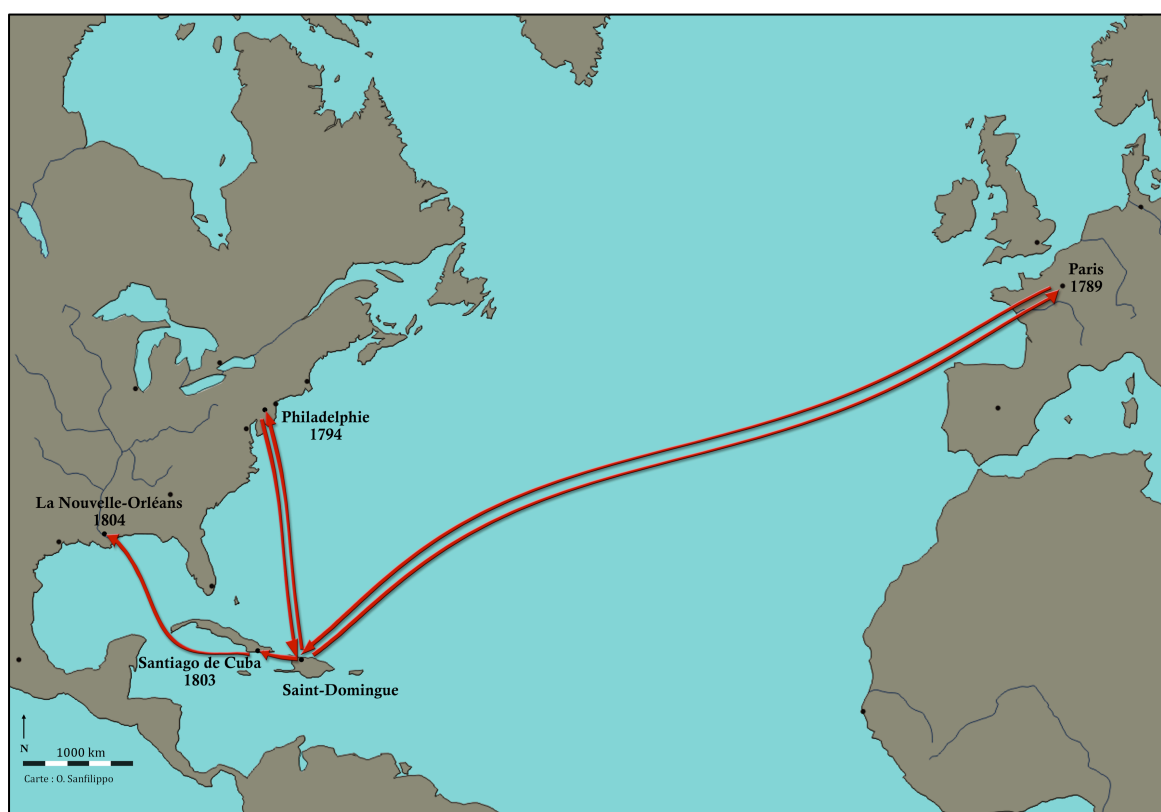 Paris
1789
Philadelphie
1794
La Nouvelle-Orléans
1804
Santiago de Cuba
1803
Saint-Domingue
N
1000 km
Carte : O. Sanfilippo